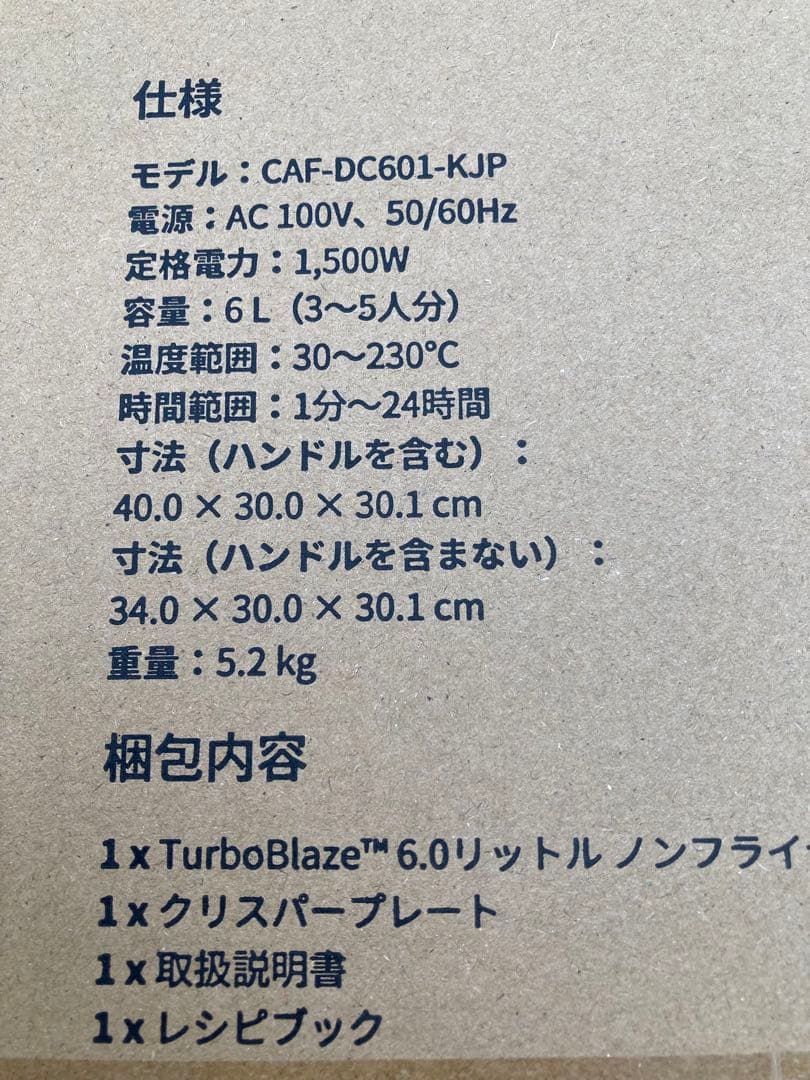 仕様
モデル：CAF-DC601-KJP
電源：AC 100V、50/60Hz
定格電力：1,500W
容量：6 L（3〜5人分）
温度範囲：30〜230℃
時間範囲：1分〜24時間
寸法（ハンドルを含む）：
40.0 × 30.0 × 30.1 cm
寸法（ハンドルを含まない）：
34.0 × 30.0 × 30.1 cm
重量：5.2 kg
梱包内容
1 x TurboBlaze™ 6.0リットル ノンフライ
1 x クリスパープレート
1 x 取扱説明書
1 x レシピブック